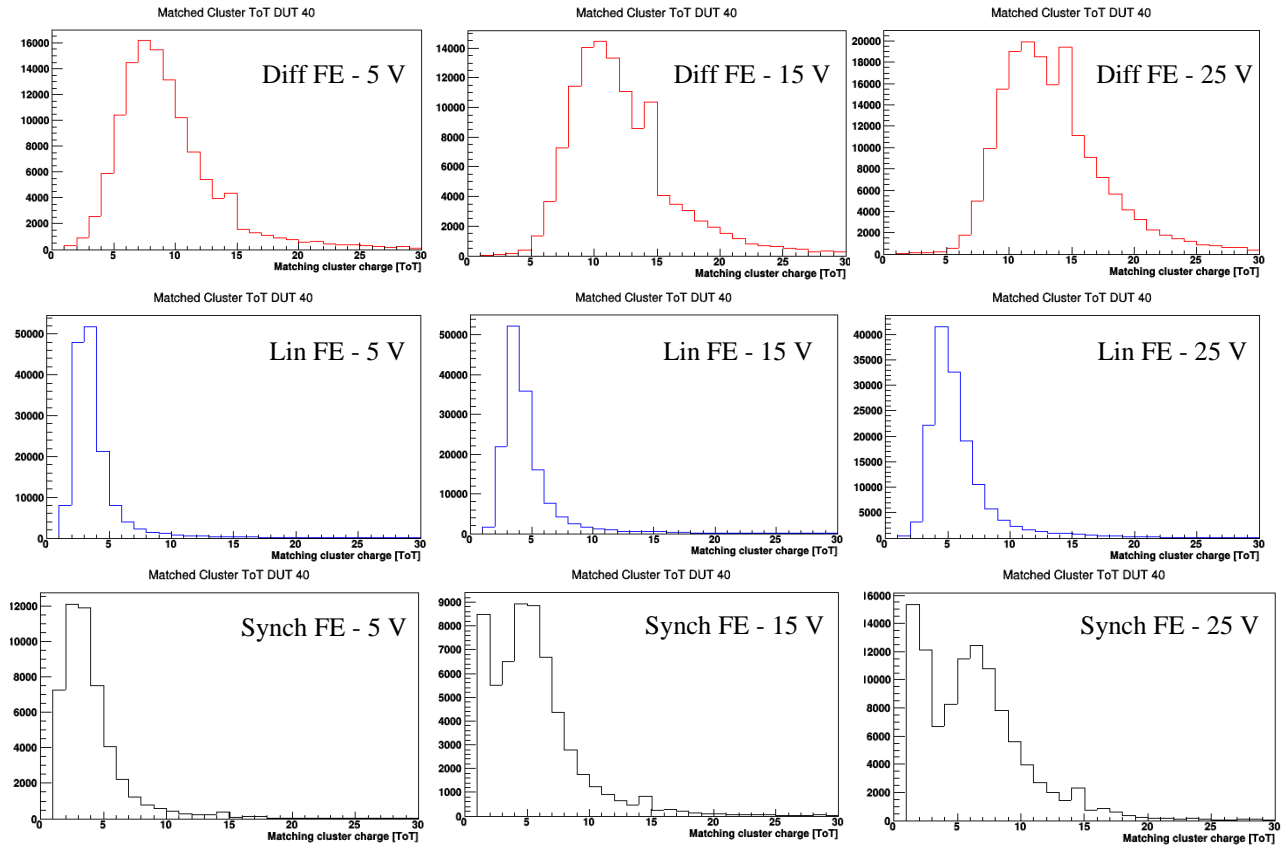 Matched Cluster ToT DUT 40
Diff FE - 5 V
16000
14000
12000
10000
8000
6000
4000
2000
0
0 5 10 15 20 25 30
Matching cluster charge [ToT]
Matched Cluster ToT DUT 40
Diff FE - 15 V
14000
12000
10000
8000
6000
4000
2000
0
0 5 10 15 20 25 30
Matching cluster charge [ToT]
Matched Cluster ToT DUT 40
Diff FE - 25 V
20000
18000
16000
14000
12000
10000
8000
6000
4000
2000
0
0 5 10 15 20 25 30
Matching cluster charge [ToT]
Matched Cluster ToT DUT 40
Lin FE - 5 V
50000
40000
30000
20000
10000
0
0 5 10 15 20 25 30
Matching cluster charge [ToT]
Matched Cluster ToT DUT 40
Lin FE - 15 V
50000
40000
30000
20000
10000
0
0 5 10 15 20 25 30
Matching cluster charge [ToT]
Matched Cluster ToT DUT 40
Lin FE - 25 V
40000
35000
30000
25000
20000
15000
10000
5000
0
0 5 10 15 20 25 30
Matching cluster charge [ToT]
Matched Cluster ToT DUT 40
Synch FE - 5 V
12000
10000
8000
6000
4000
2000
0
0 5 10 15 20 25 30
Matching cluster charge [ToT]
Matched Cluster ToT DUT 40
Synch FE - 15 V
9000
8000
7000
6000
5000
4000
3000
2000
1000
0
0 5 10 15 20 25 30
Matching cluster charge [ToT]
Matched Cluster ToT DUT 40
Synch FE - 25 V
16000
14000
12000
10000
8000
6000
4000
2000
0
0 5 10 15 20 25 30
Matching cluster charge [ToT]